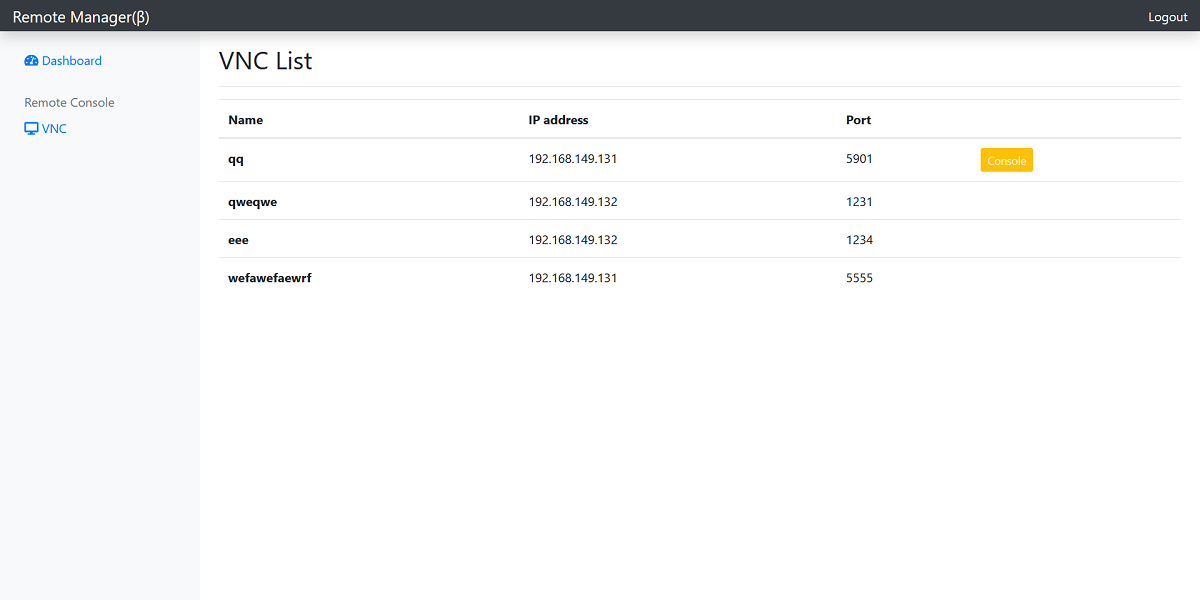 Remote Manager(β) Logout
Dashboard
VNC List
Remote Console
VNC
Name IP address Port
qq 192.168.149.131 5901 Console
qweqwe 192.168.149.132 1231
eee 192.168.149.132 1234
wefawefaewrf 192.168.149.131 5555